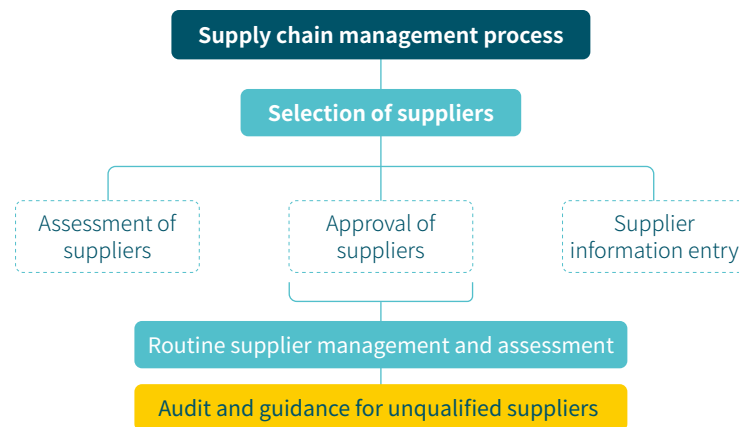 Supply chain management process
Selection of suppliers
Assessment of
suppliers
Approval of
suppliers
Supplier
information entry
Routine supplier management and assessment
Audit and guidance for unqualified suppliers